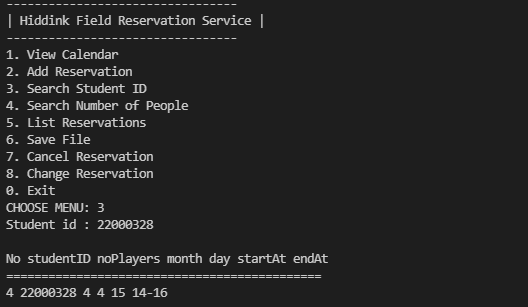 ---------------------------------
| Hiddink Field Reservation Service |
---------------------------------
1. View Calendar
2. Add Reservation
3. Search Student ID
4. Search Number of People
5. List Reservations
6. Save File
7. Cancel Reservation
8. Change Reservation
0. Exit
CHOOSE MENU: 3
Student id : 22000328
No studentID noPlayers month day startAt endAt
=============================================
4 22000328 4 4 15 14-16